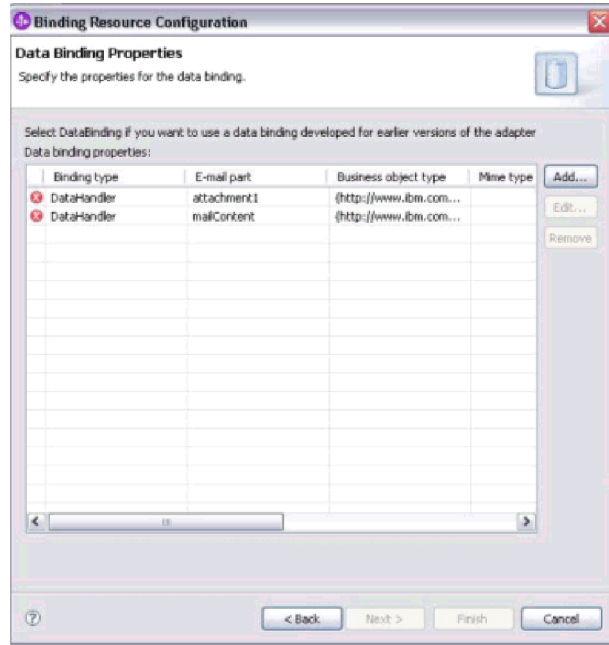 Binding Resource Configuration
Data Binding Properties
Specify the properties for the data binding.
Select DataBinding if you want to use a data binding developed for earlier versions of the adapter
Data binding properties:
Binding type E-mail part Business object type Mime type
DataHandler attachment1 {http://www.ibm.com...
DataHandler mailContent {http://www.ibm.com...
Add...
Edit...
Remove
< Back Next > Finish Cancel